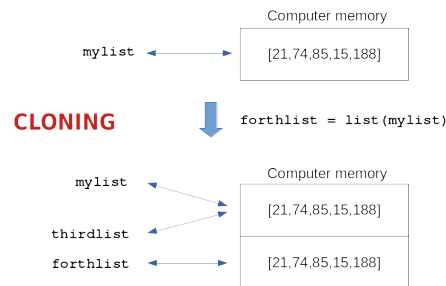 Computer memory
mylist
[21,74,85,15,188]
CLONING
forthlist = list(mylist)
Computer memory
mylist
[21,74,85,15,188]
thirdlist
forthlist
[21,74,85,15,188]